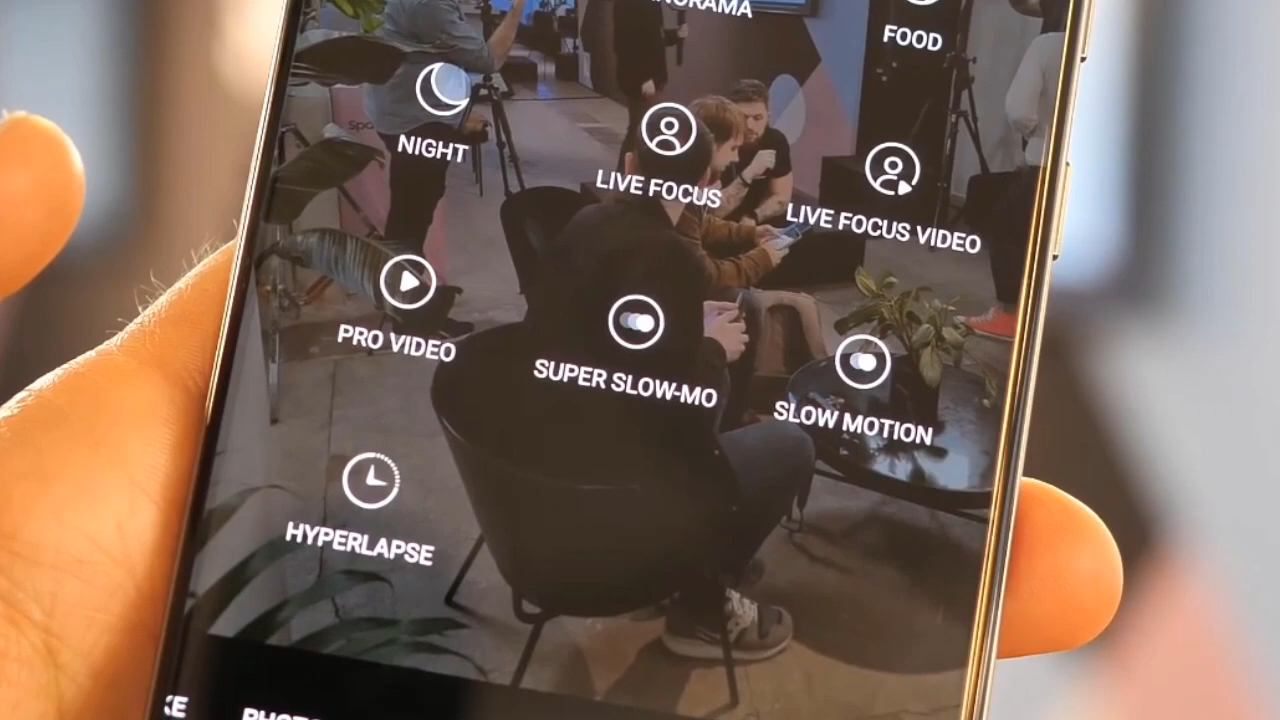 FOOD
NIGHT
LIVE FOCUS
LIVE FOCUS VIDEO
PRO VIDEO
SUPER SLOW-MO
SLOW MOTION
HYPERLAPSE